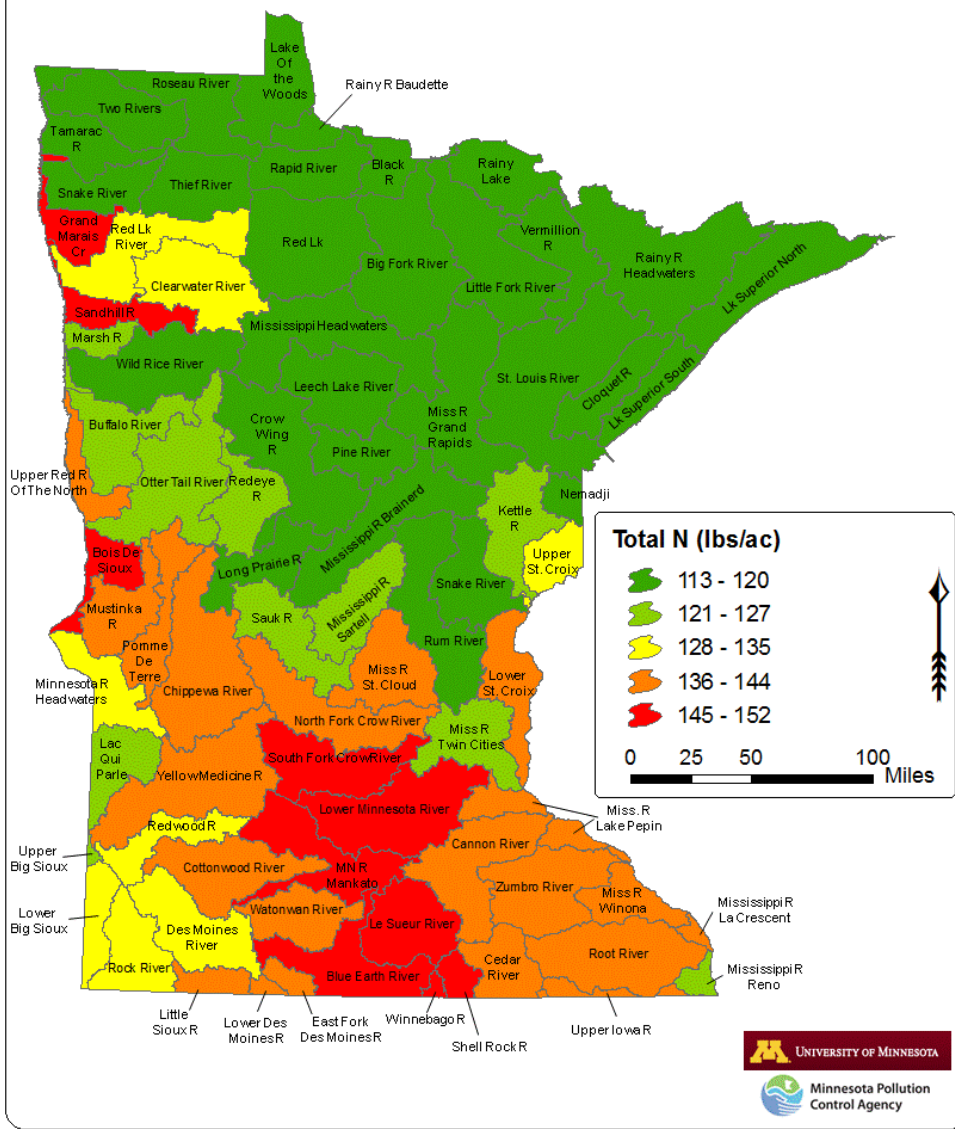 Lake
Of
the
Woods
Roseau River
Rainy R Baudette
Two Rivers
Tamarac
R
Rapid River
Black
R
Rainy
Lake
Snake River
Thief River
Grand
Marais
Cr
Red Lk
River
Red Lk
Vermillion
R
Big Fork River
Rainy R
Headwaters
Lk Superior North
Clearwater River
Little Fork River
Sandhill R
Mississippi Headwaters
Marsh R
Wild Rice River
Leech Lake River
St. Louis River
Cloquet R
Lk Superior South
Crow
Wing
R
Miss R
Grand
Rapids
Buffalo River
Pine River
Upper Red R
Of The North
Otter Tail River
Redeye
R
Mississippi R Brainerd
Kettle
R
Nemadji
Bois De
Sioux
Long Prairie R
Upper
St. Croix
Snake River
Mustinka
R
Sauk R
Mississippi R
Sartell
Rum River
Pomme
De
Terre
Minnesota R
Headwaters
Chippewa River
Miss R
St. Cloud
Lower
St. Croix
North Fork Crow River
Miss R
Twin Cities
Lac
Qui
Parle
South Fork Crow River
Yellow Medicine R
Lower Minnesota River
Miss. R
Lake Pepin
Redwood R
Cannon River
Upper
Big Sioux
Cottonwood River
MN R
Mankato
Zumbro River
Miss R
Winona
Watonwan River
Mississippi R
La Crescent
Lower
Big Sioux
Le Sueur River
Des Moines
River
Root River
Cedar
River
Rock River
Blue Earth River
Mississippi R
Reno
Little
Sioux R
Lower Des
Moines R
East Fork
Des Moines R
Winnebago R
Shell Rock R
Upper Iowa R
Total N (lbs/ac)
113 - 120
121 - 127
128 - 135
136 - 144
145 - 152
0 25 50 100
Miles
M UNIVERSITY OF MINNESOTA
Minnesota Pollution
Control Agency